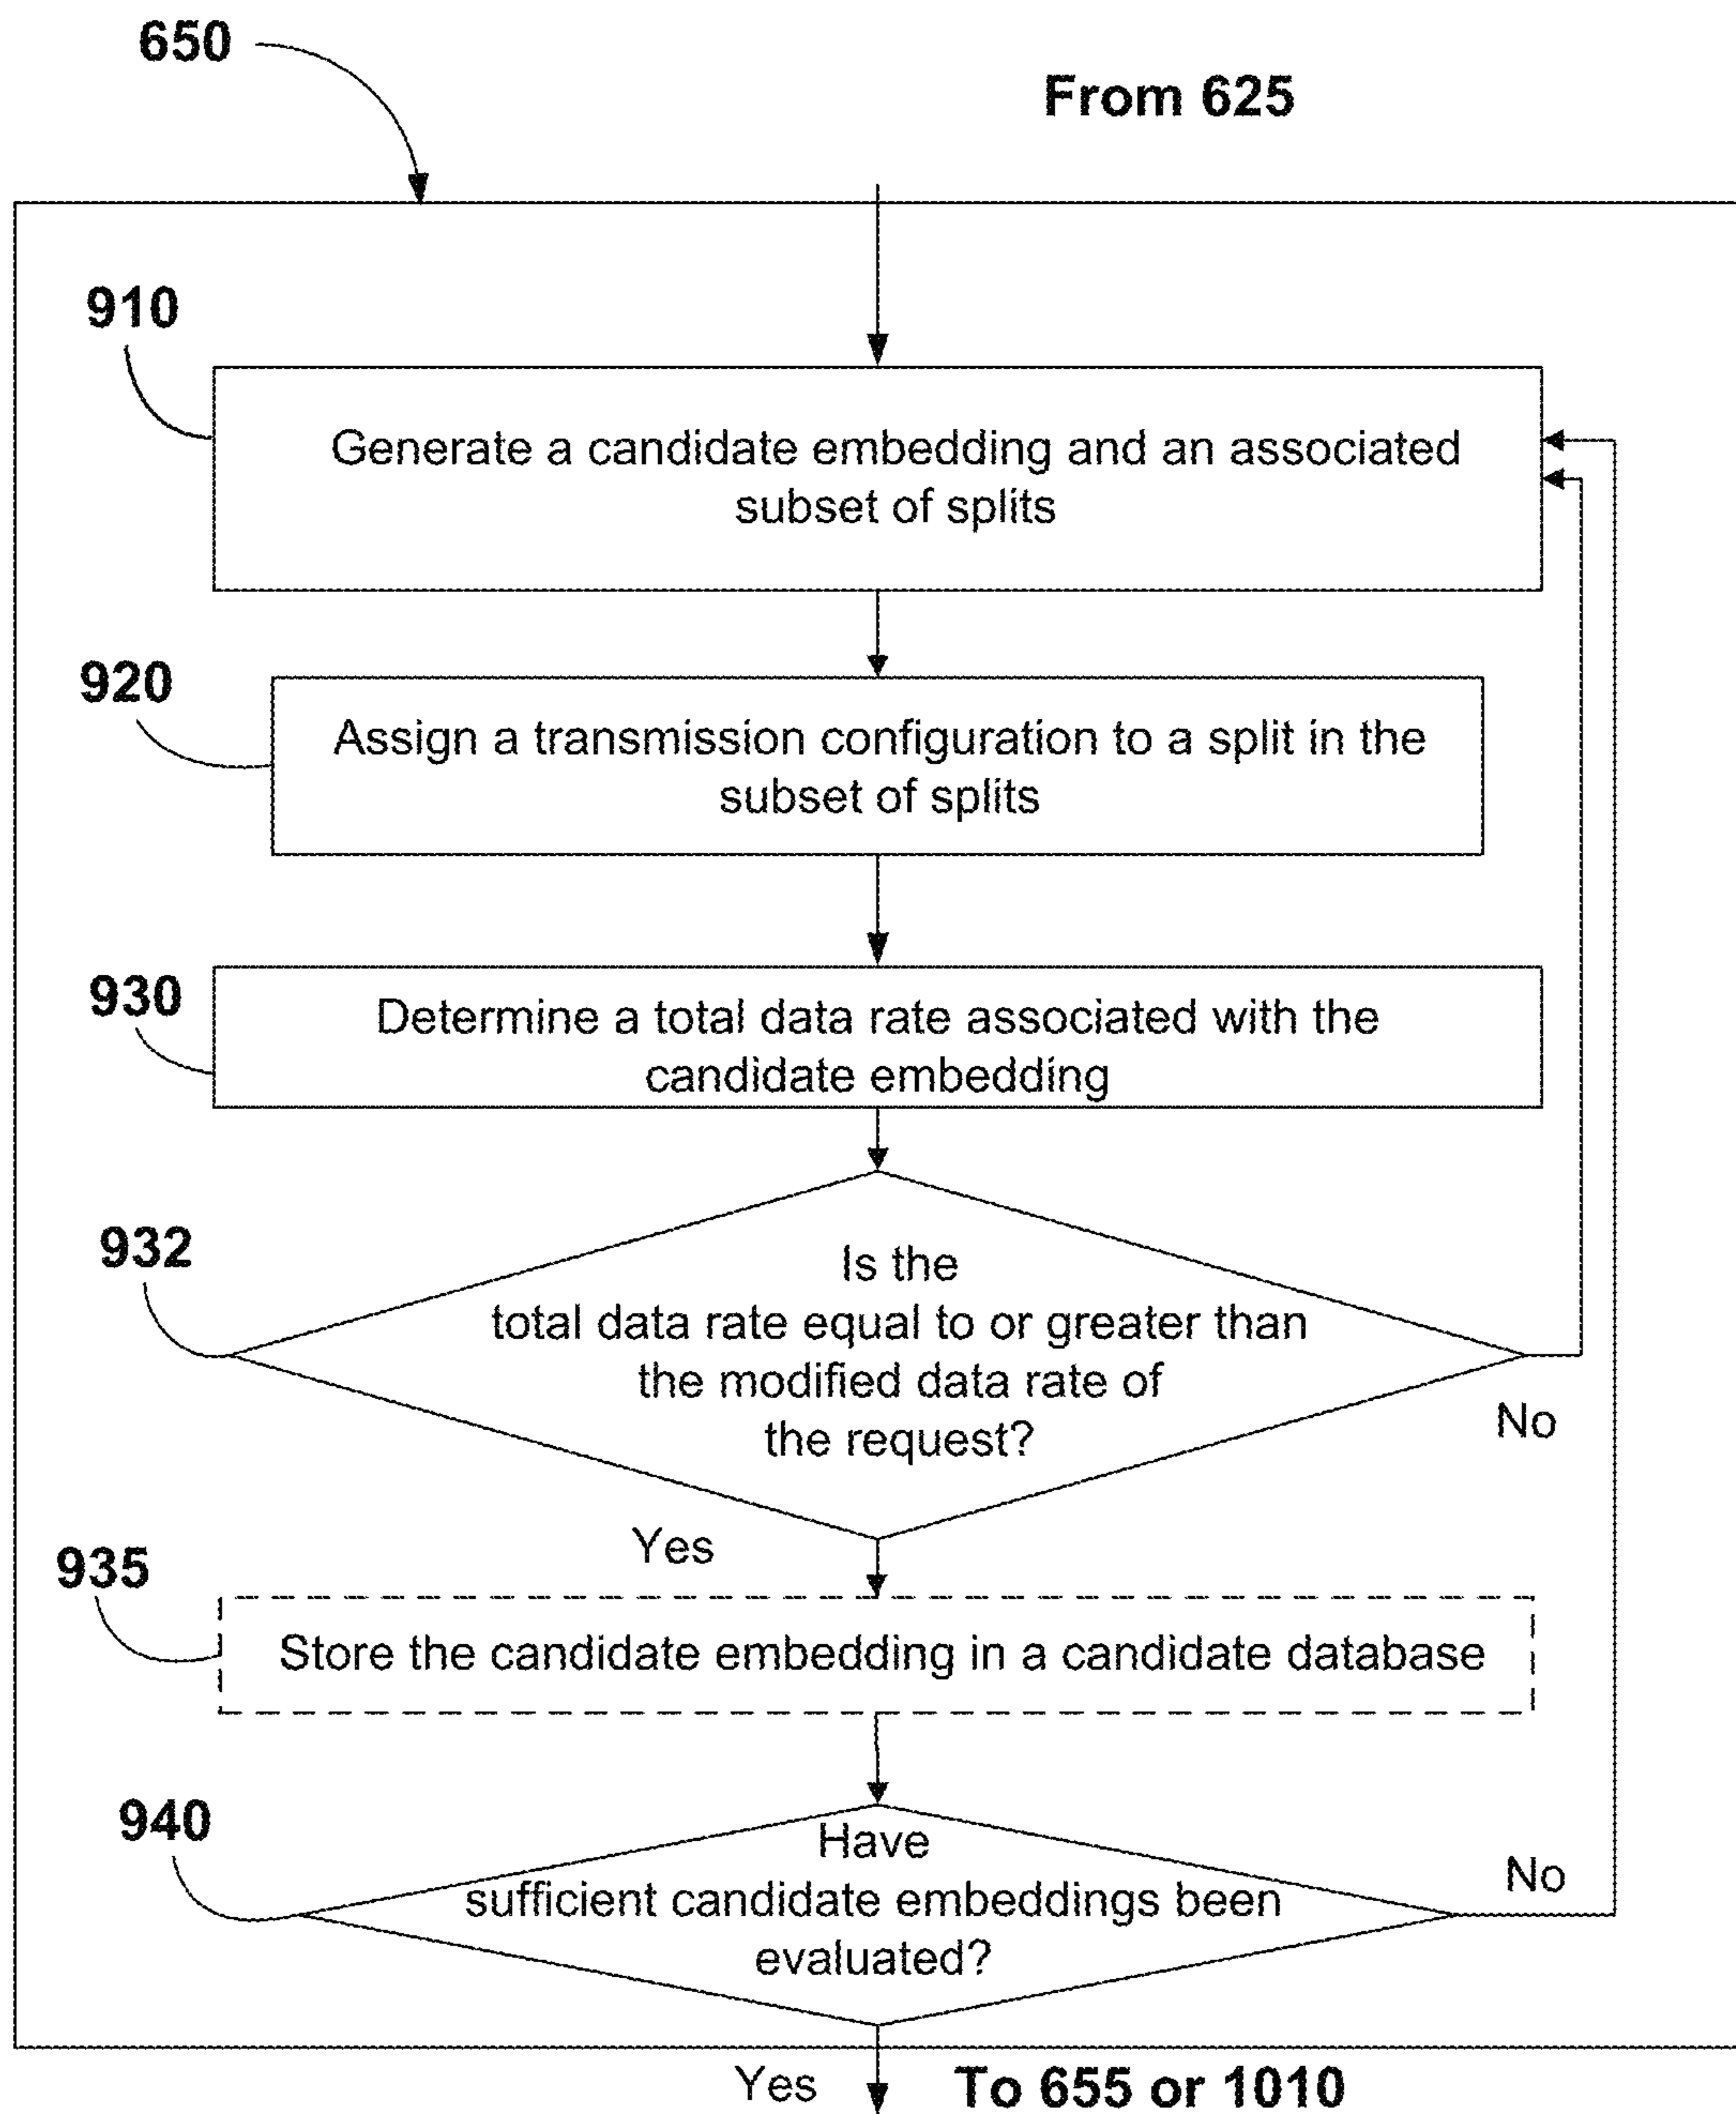 650
From 625
910
Generate a candidate embedding and an associated
subset of splits
920
Assign a transmission configuration to a split in the
subset of splits
930
Determine a total data rate associated with the
candidate embedding
932
Is the
total data rate equal to or greater than
the modified data rate of
the request?
No
Yes
935
Store the candidate embedding in a candidate database
940
Have
sufficient candidate embeddings been
evaluated?
No
Yes
To 655 or 1010